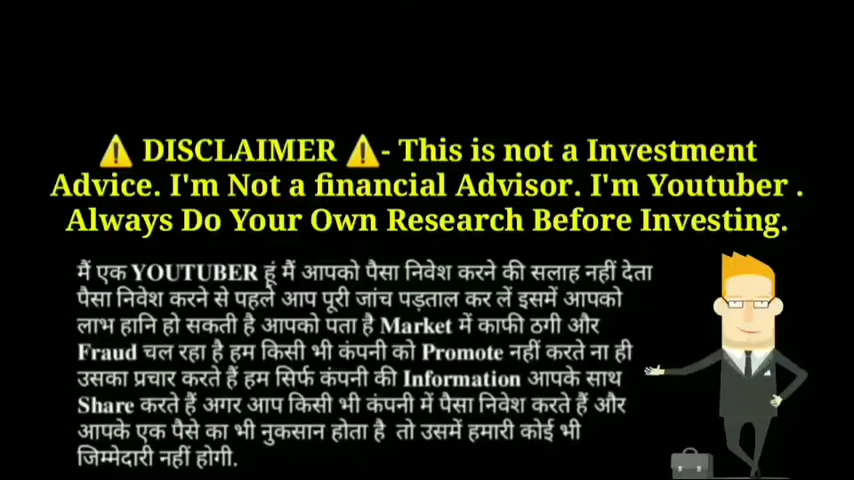 ⚠️ DISCLAIMER ⚠️- This is not a Investment
Advice. I'm Not a financial Advisor. I'm Youtuber .
Always Do Your Own Research Before Investing.
मैं एक YOUTUBER हूं मैं आपको पैसा निवेश करने की सलाह नहीं देता
पैसा निवेश करने से पहले आप पूरी जांच पड़ताल कर लें इसमें आपको
लाभ हानि हो सकती है आपको पता है Market में काफी ठगी और
Fraud चल रहा है हम किसी भी कंपनी को Promote नहीं करते ना ही
उसका प्रचार करते हैं हम सिर्फ कंपनी की Information आपके साथ
Share करते हैं अगर आप किसी भी कंपनी में पैसा निवेश करते हैं और
आपके एक पैसे का भी नुकसान होता है तो उसमें हमारी कोई भी
जिम्मेदारी नहीं होगी.